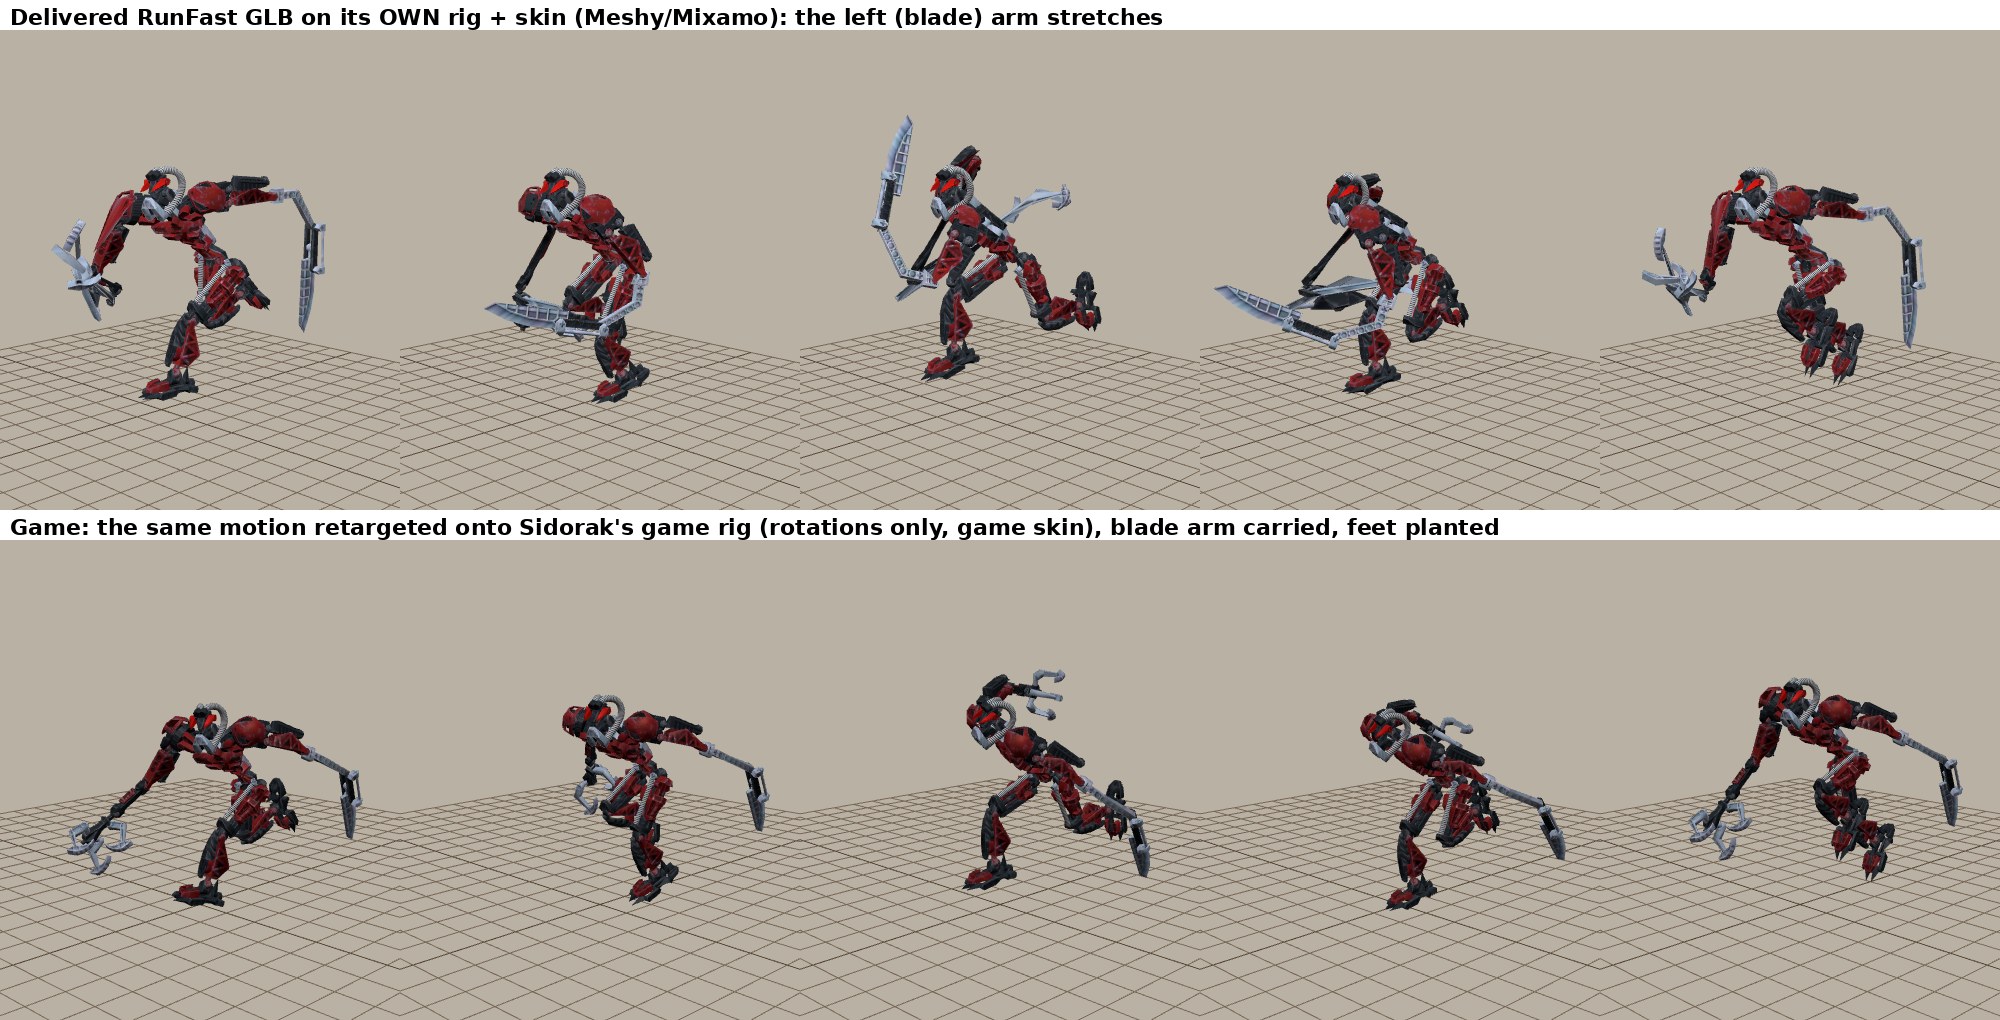 Delivered RunFast GLB on its OWN rig + skin (Meshy/Mixamo): the left (blade) arm stretches
Game: the same motion retargeted onto Sidorak's game rig (rotations only, game skin), blade arm carried, feet planted